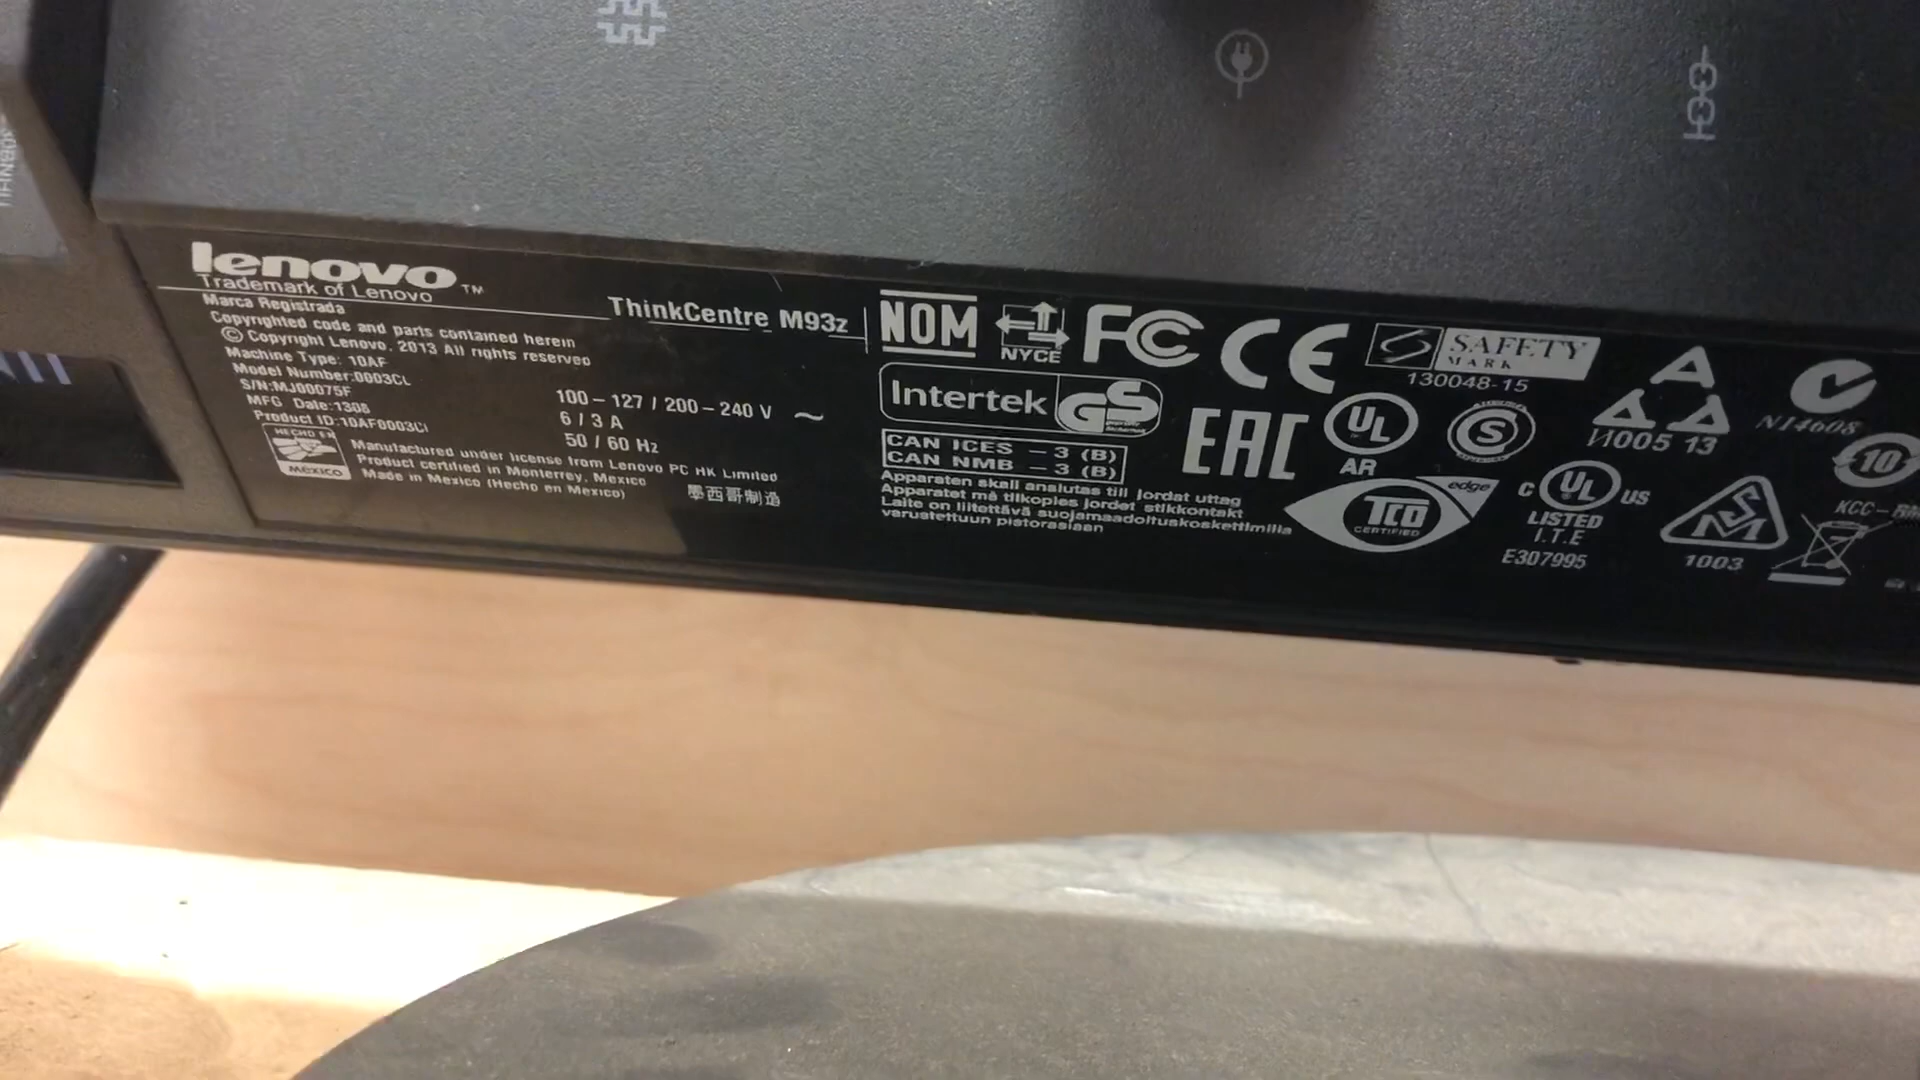 lenovo™
Trademark of Lenovo
Marca Registrada
Copyrighted code and parts contained herein
© Copyright Lenovo. 2013 All rights reserved
Machine Type: 10AF
Model Number:0003CL
S/N:MJ00075F
MFG Date:1308
Product ID:10AF0003CL
HECHO EN
MEXICO
ThinkCentre M93z
100-127 / 200-240 V ~
6 / 3 A
50 / 60 Hz
Manufactured under license from Lenovo PC HK Limited
Product certified in Monterrey, Mexico
Made in Mexico (Hecho en Mexico)
墨西哥制造
NOM
NYCE
FC CE
SAFETY
MARK
130048-15
Intertek GS
CAN ICES - 3 (B)
CAN NMB - 3 (B)
Apparaten skall anslutas till jordat uttag
Apparatet må tilkoples jordet stikkontakt
Laite on liitettävä suojamaadoituskoskettimilla
varustettuun pistorasiaan
EAC
UL
AR
S
TCO
CERTIFIED
edge
C UL US
LISTED
I.T.E
E307995
И005 13
N14608
10
1003
KCC-